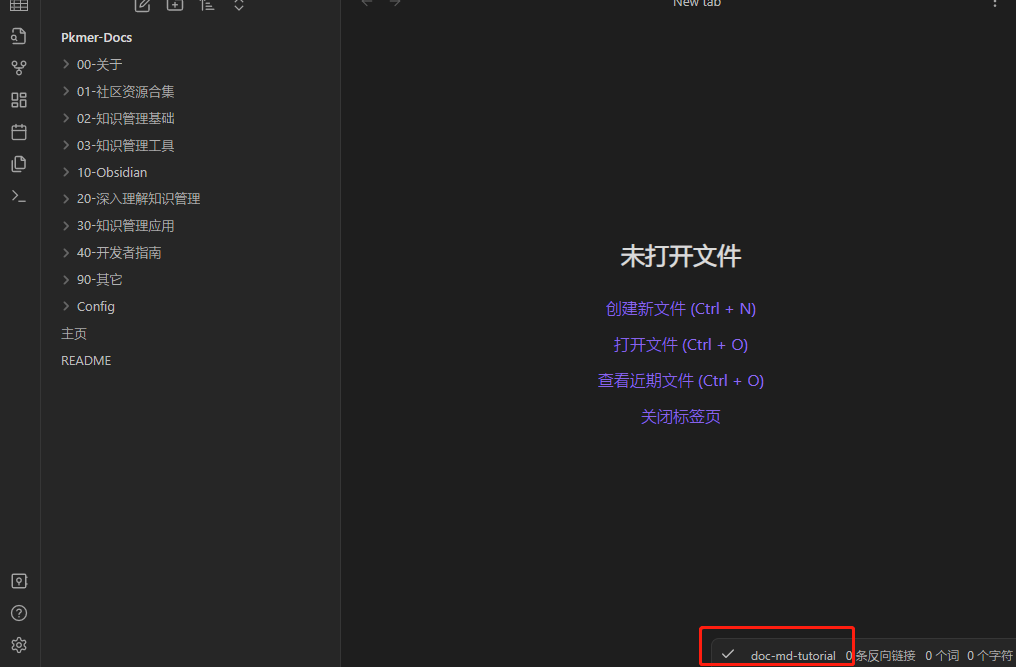 New tab
Pkmer-Docs
00-关于
01-社区资源合集
02-知识管理基础
03-知识管理工具
10-Obsidian
20-深入理解知识管理
30-知识管理应用
40-开发者指南
90-其它
Config
主页
README
未打开文件
创建新文件 (Ctrl + N)
打开文件 (Ctrl + O)
查看近期文件 (Ctrl + O)
关闭标签页
doc-md-tutorial 0 条反向链接 0 个词 0 个字符